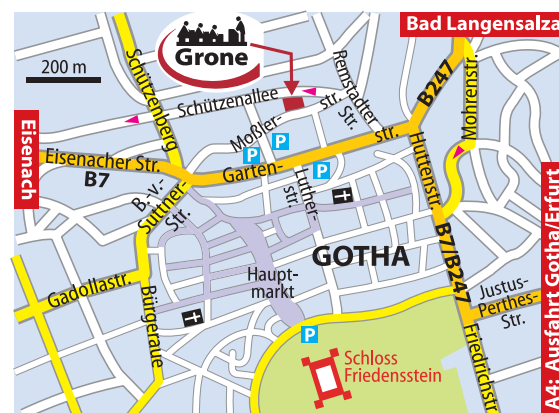 Bad Langensalza
Grone
200 m
Schützenberg
Schützenallee
Remstädter
Str.
B247
Mohrenstr.
Moßler-
str.
Eisenach
Eisenacher Str.
B7
P
P
P
Garten-
str.
Huttenstr.
B. v.-
Suttner-
Str.
Luther-
str.
GOTHA
Haupt-
markt
B7/B247
Gadollastr.
Bürgeraue
P
Justus-
Perthes-
Str.
Friedrichstr
Schloss
Friedensstein
A4: Ausfahrt Gotha/Erfurt